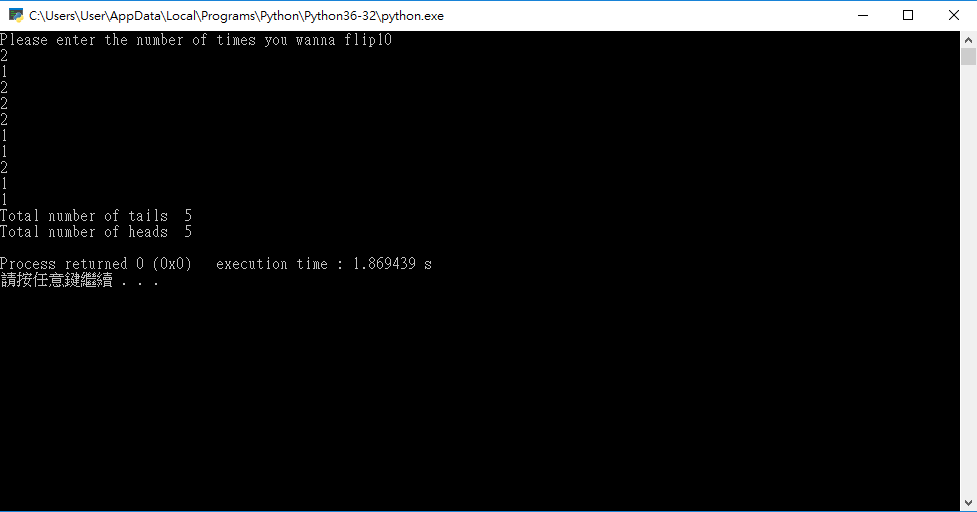 C:\Users\User\AppData\Local\Programs\Python\Python36-32\python.exe
Please enter the number of times you wanna flip10
2
1
2
2
2
1
1
2
1
1
Total number of tails  5
Total number of heads  5
Process returned 0 (0x0)   execution time : 1.869439 s
請按任意鍵繼續 . . .